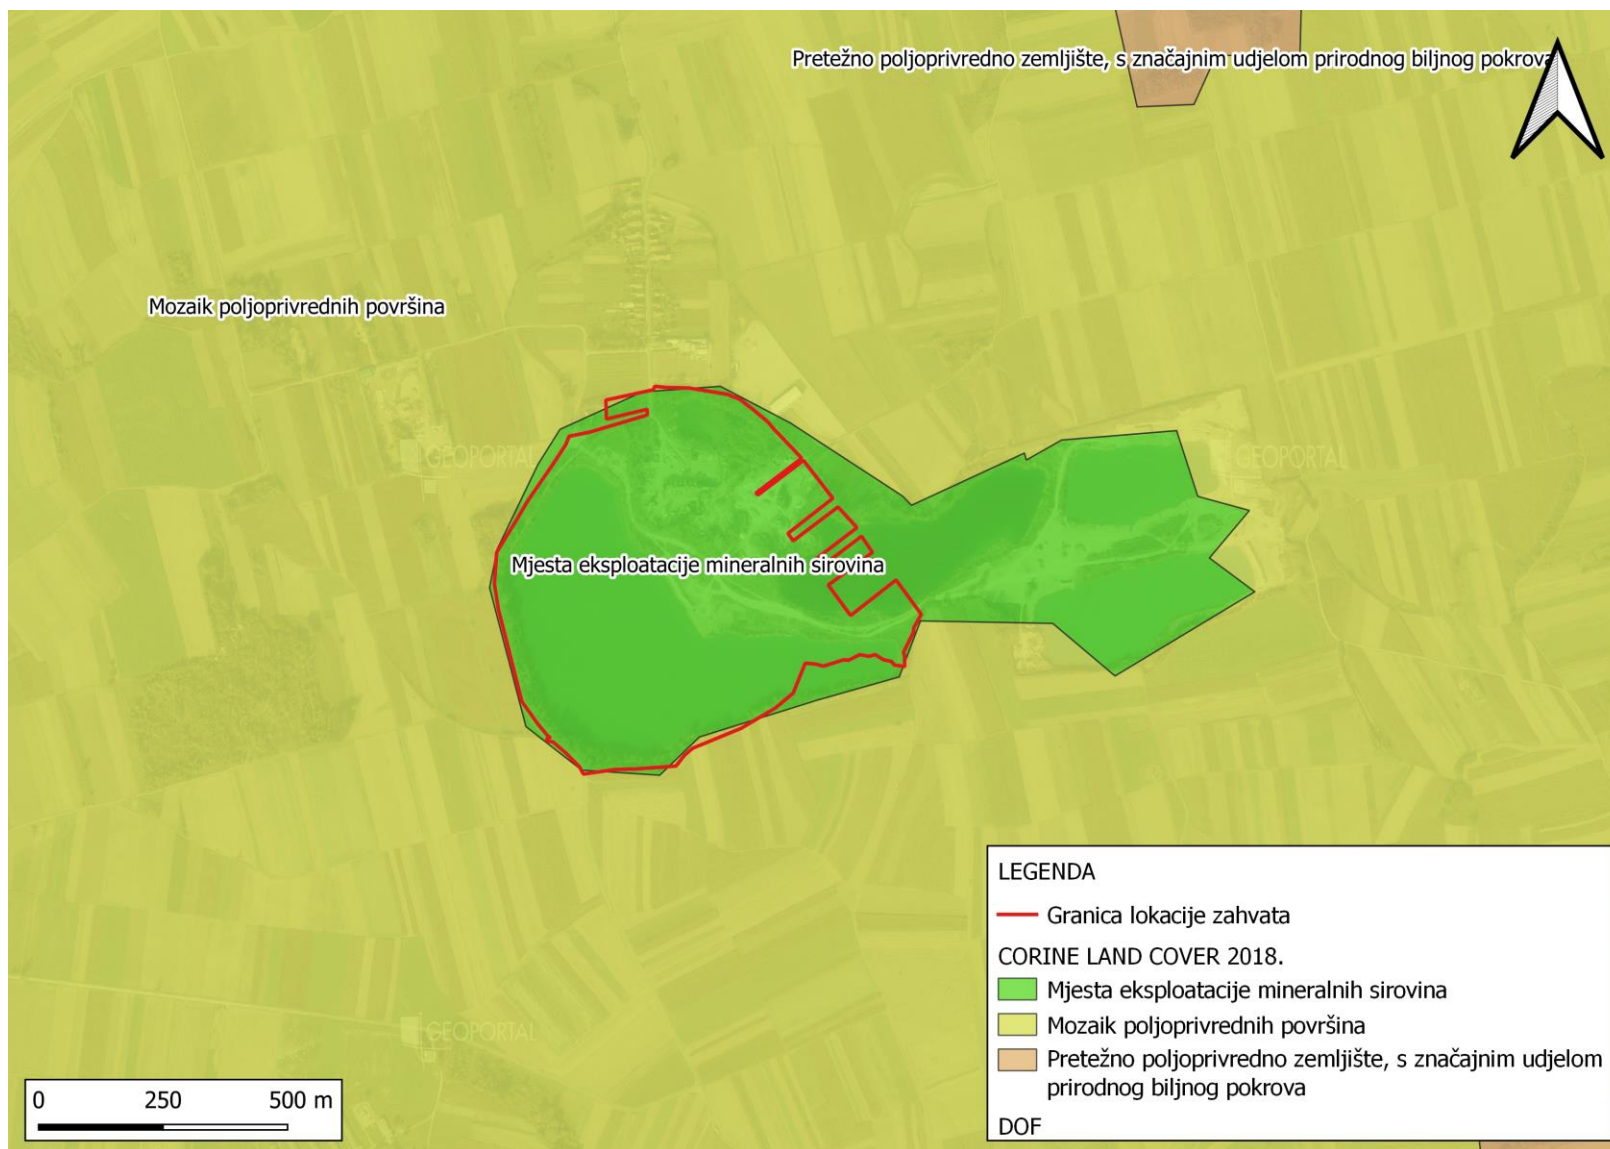 Pretežno poljoprivredno zemljište, s značajnim udjelom prirodnog biljnog pokrova
Mozaik poljoprivrednih površina
GEOPORTAL
GEOPORTAL
Mjesta eksploatacije mineralnih sirovina
LEGENDA
Granica lokacije zahvata
CORINE LAND COVER 2018.
Mjesta eksploatacije mineralnih sirovina
Mozaik poljoprivrednih površina
Pretežno poljoprivredno zemljište, s značajnim udjelom
prirodnog biljnog pokrova
DOF
GEOPORTAL
0 250 500 m